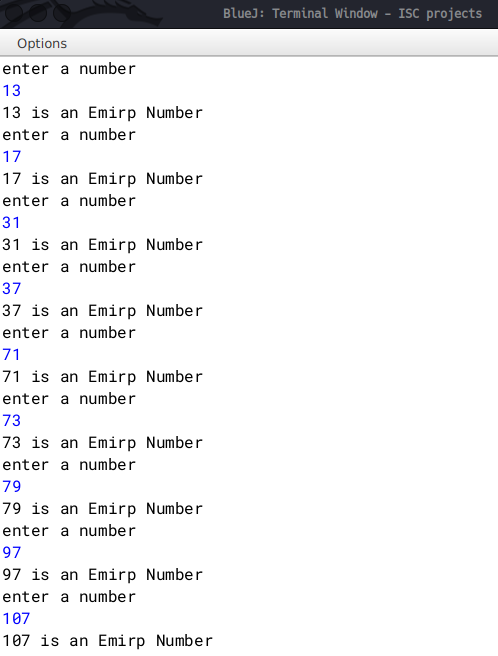 BlueJ: Terminal Window - ISC projects
Options
enter a number
13
13 is an Emirp Number
enter a number
17
17 is an Emirp Number
enter a number
31
31 is an Emirp Number
enter a number
37
37 is an Emirp Number
enter a number
71
71 is an Emirp Number
enter a number
73
73 is an Emirp Number
enter a number
79
79 is an Emirp Number
enter a number
97
97 is an Emirp Number
enter a number
107
107 is an Emirp Number